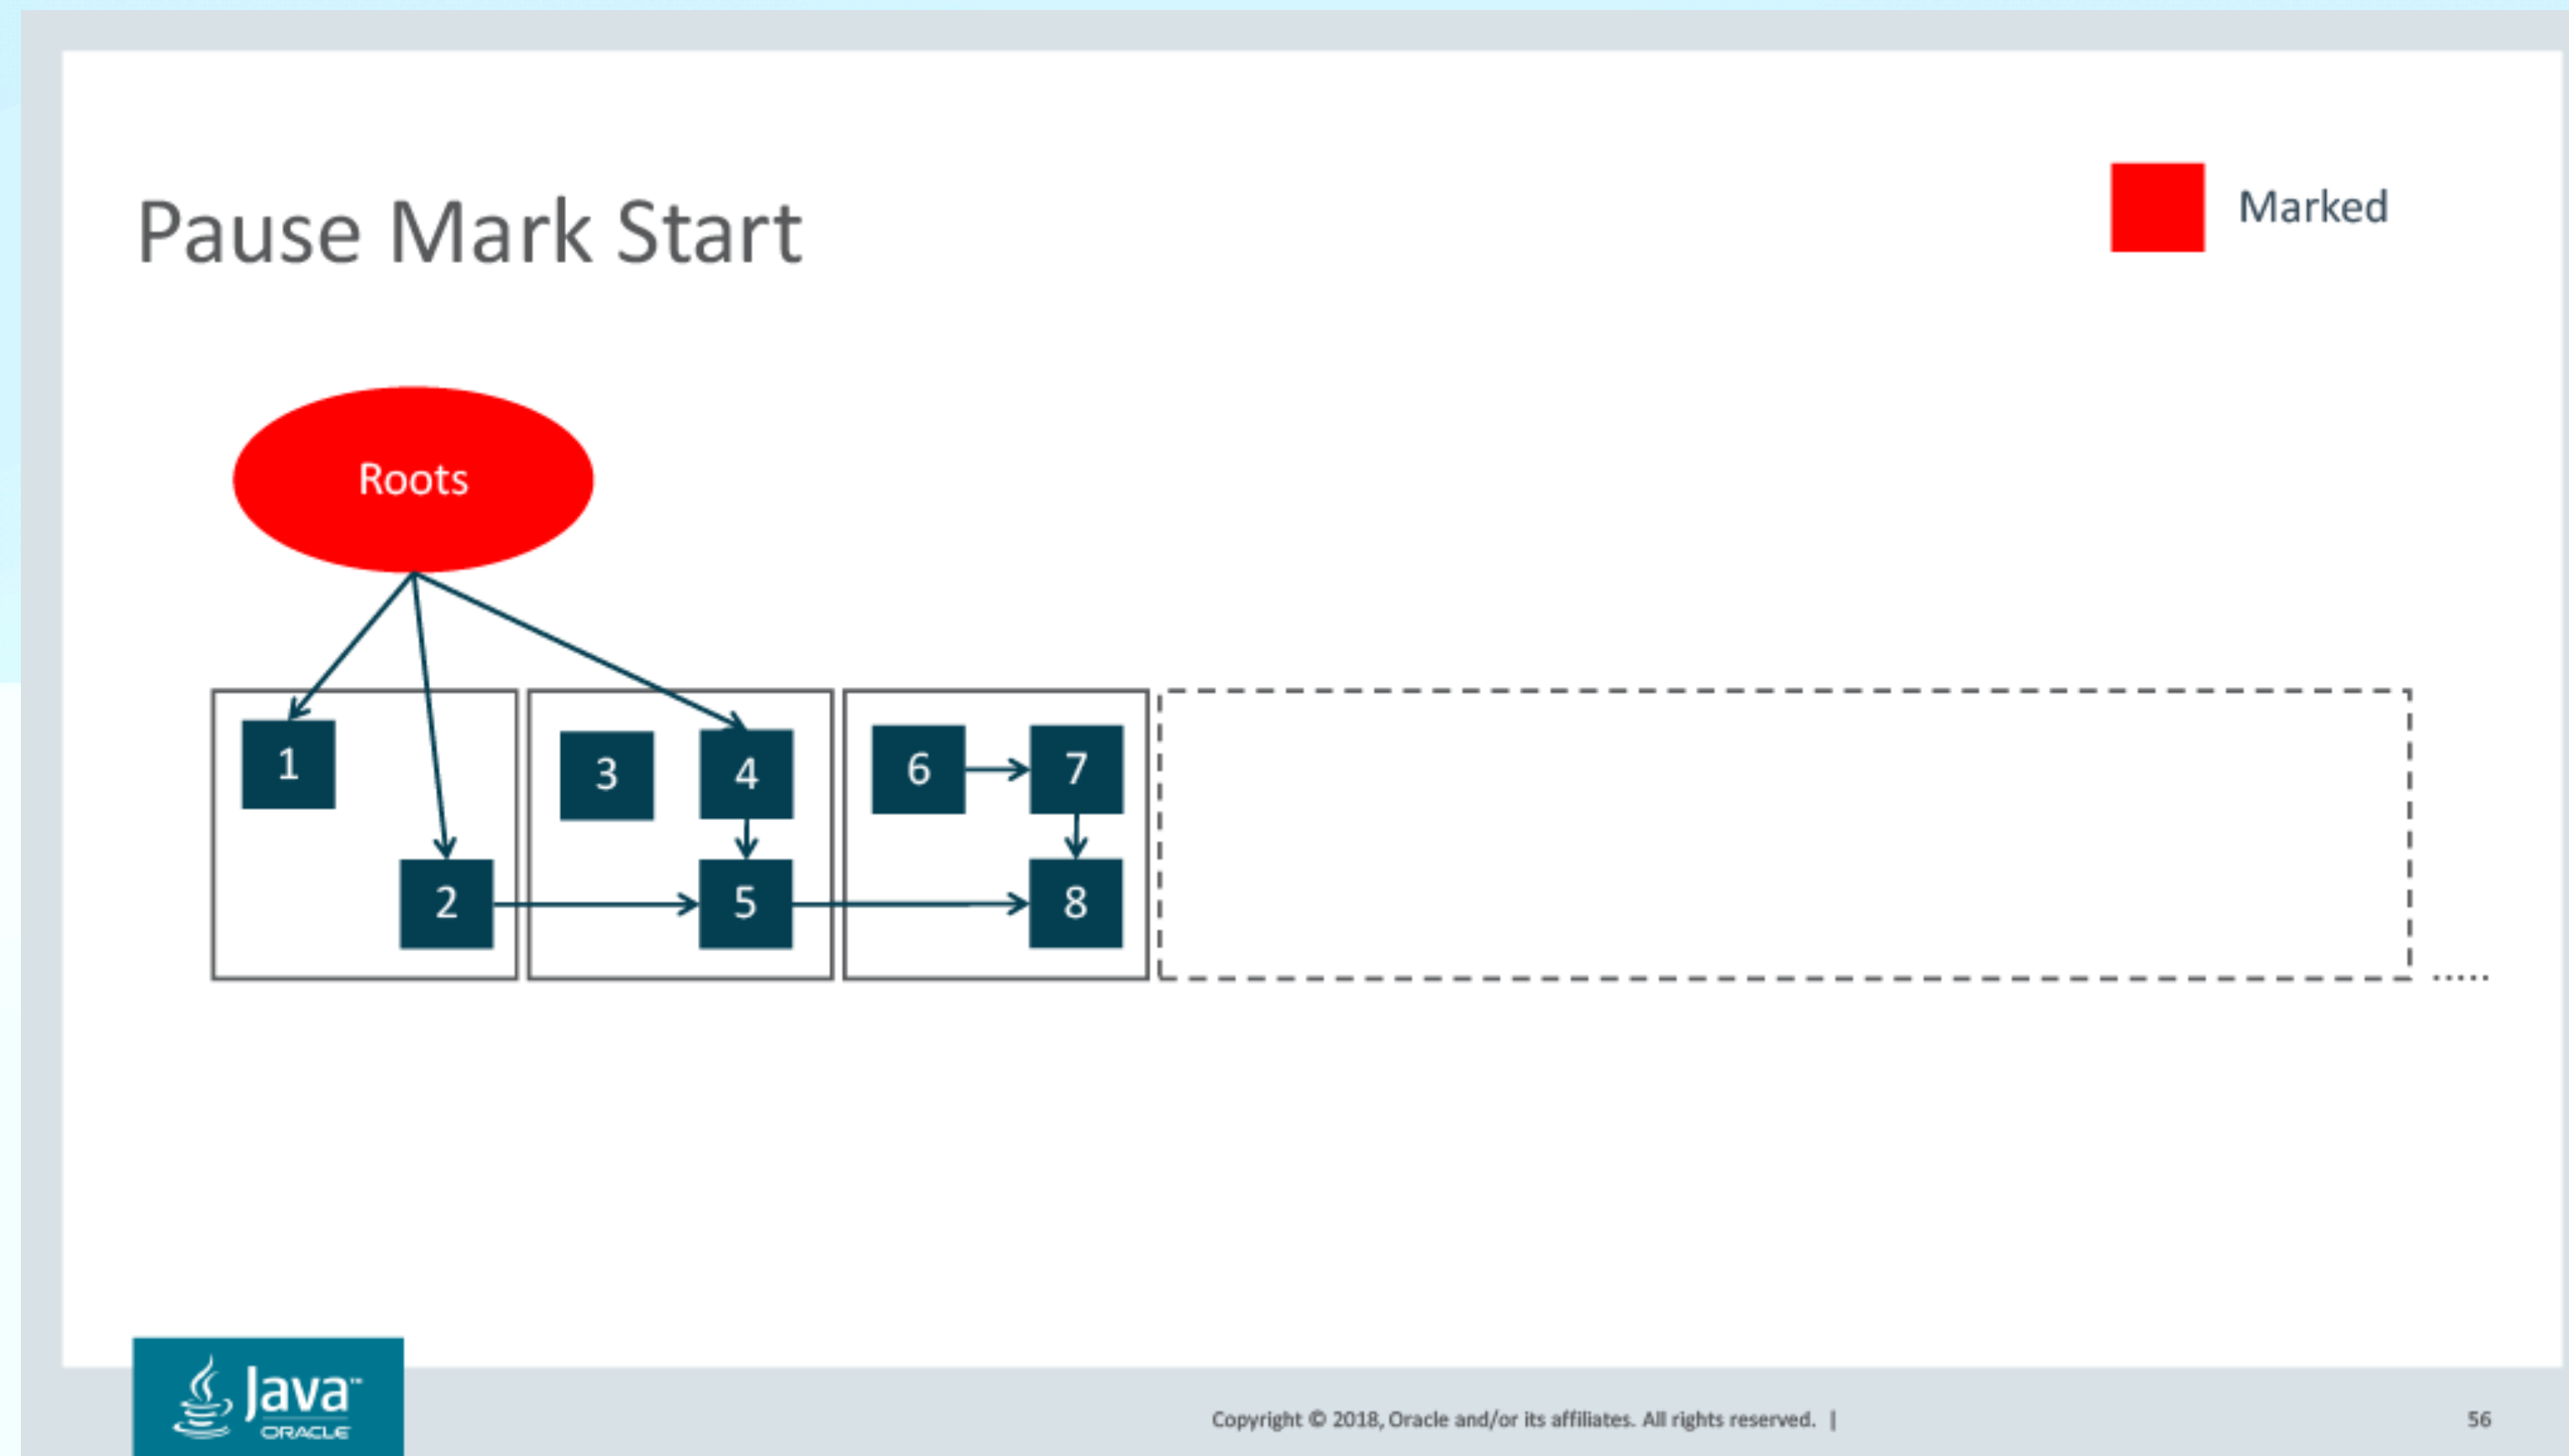 Pause Mark Start
Marked
Roots
1
3
4
6
7
2
5
8
.....
Java™
ORACLE
Copyright © 2018, Oracle and/or its affiliates. All rights reserved. |
56